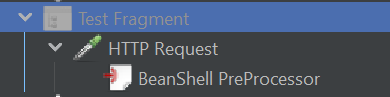 Test Fragment
HTTP Request
BeanShell PreProcessor